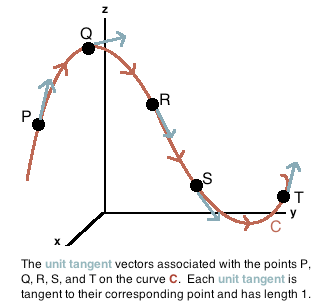 z
Q
P
R
S
T
y
C
x
The unit tangent vectors associated with the points P,
Q, R, S, and T on the curve C. Each unit tangent is
tangent to their corresponding point and has length 1.